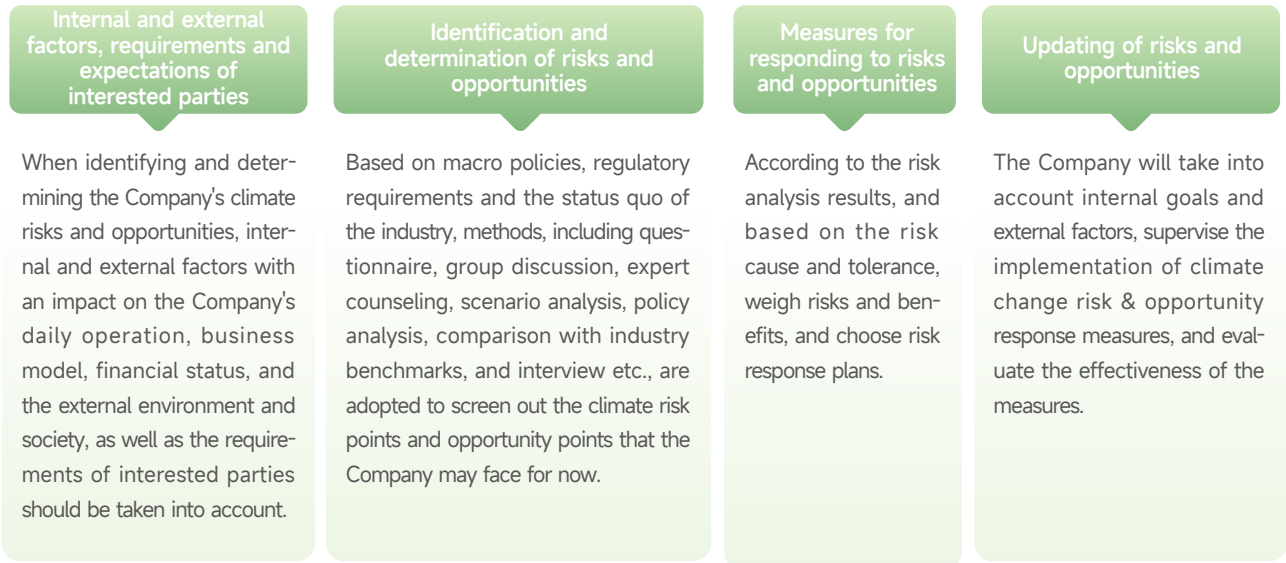 Internal and external
factors, requirements and
expectations of
interested parties
When identifying and deter-
mining the Company's climate
risks and opportunities, inter-
nal and external factors with
an impact on the Company's
daily operation, business
model, financial status, and
the external environment and
society, as well as the require-
ments of interested parties
should be taken into account.
Identification and
determination of risks and
opportunities
Based on macro policies, regulatory
requirements and the status quo of
the industry, methods, including ques-
tionnaire, group discussion, expert
counseling, scenario analysis, policy
analysis, comparison with industry
benchmarks, and interview etc., are
adopted to screen out the climate risk
points and opportunity points that the
Company may face for now.
Measures for
responding to risks
and opportunities
According to the risk
analysis results, and
based on the risk
cause and tolerance,
weigh risks and ben-
efits, and choose risk
response plans.
Updating of risks and
opportunities
The Company will take into
account internal goals and
external factors, supervise the
implementation of climate
change risk & opportunity
response measures, and eval-
uate the effectiveness of the
measures.